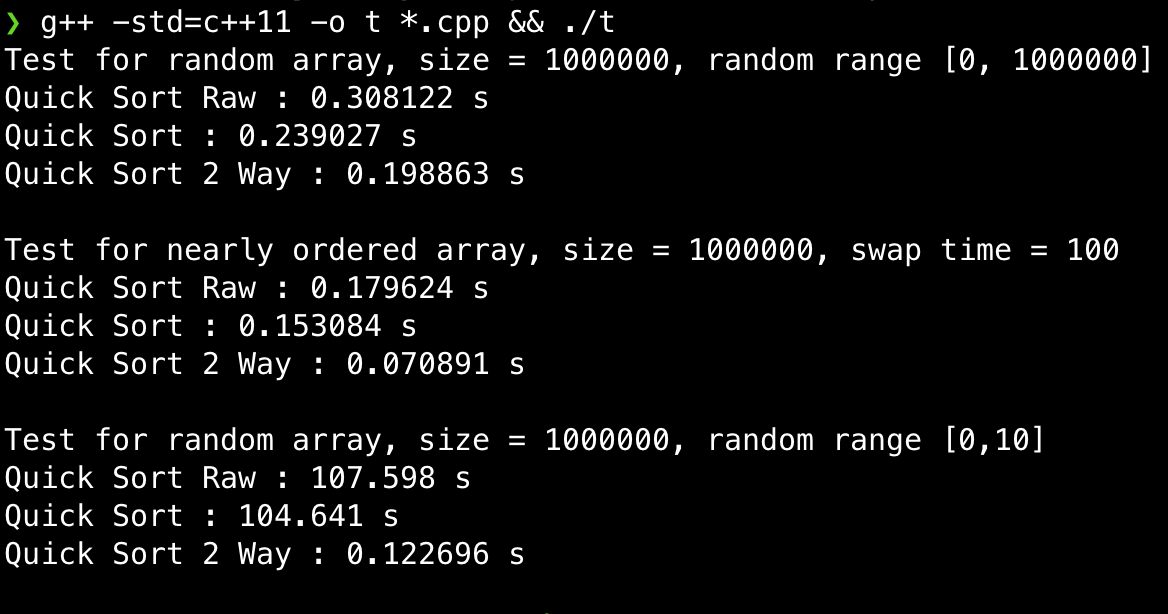 ❯ g++ -std=c++11 -o t *.cpp && ./t
Test for random array, size = 1000000, random range [0, 1000000]
Quick Sort Raw : 0.308122 s
Quick Sort : 0.239027 s
Quick Sort 2 Way : 0.198863 s
Test for nearly ordered array, size = 1000000, swap time = 100
Quick Sort Raw : 0.179624 s
Quick Sort : 0.153084 s
Quick Sort 2 Way : 0.070891 s
Test for random array, size = 1000000, random range [0,10]
Quick Sort Raw : 107.598 s
Quick Sort : 104.641 s
Quick Sort 2 Way : 0.122696 s